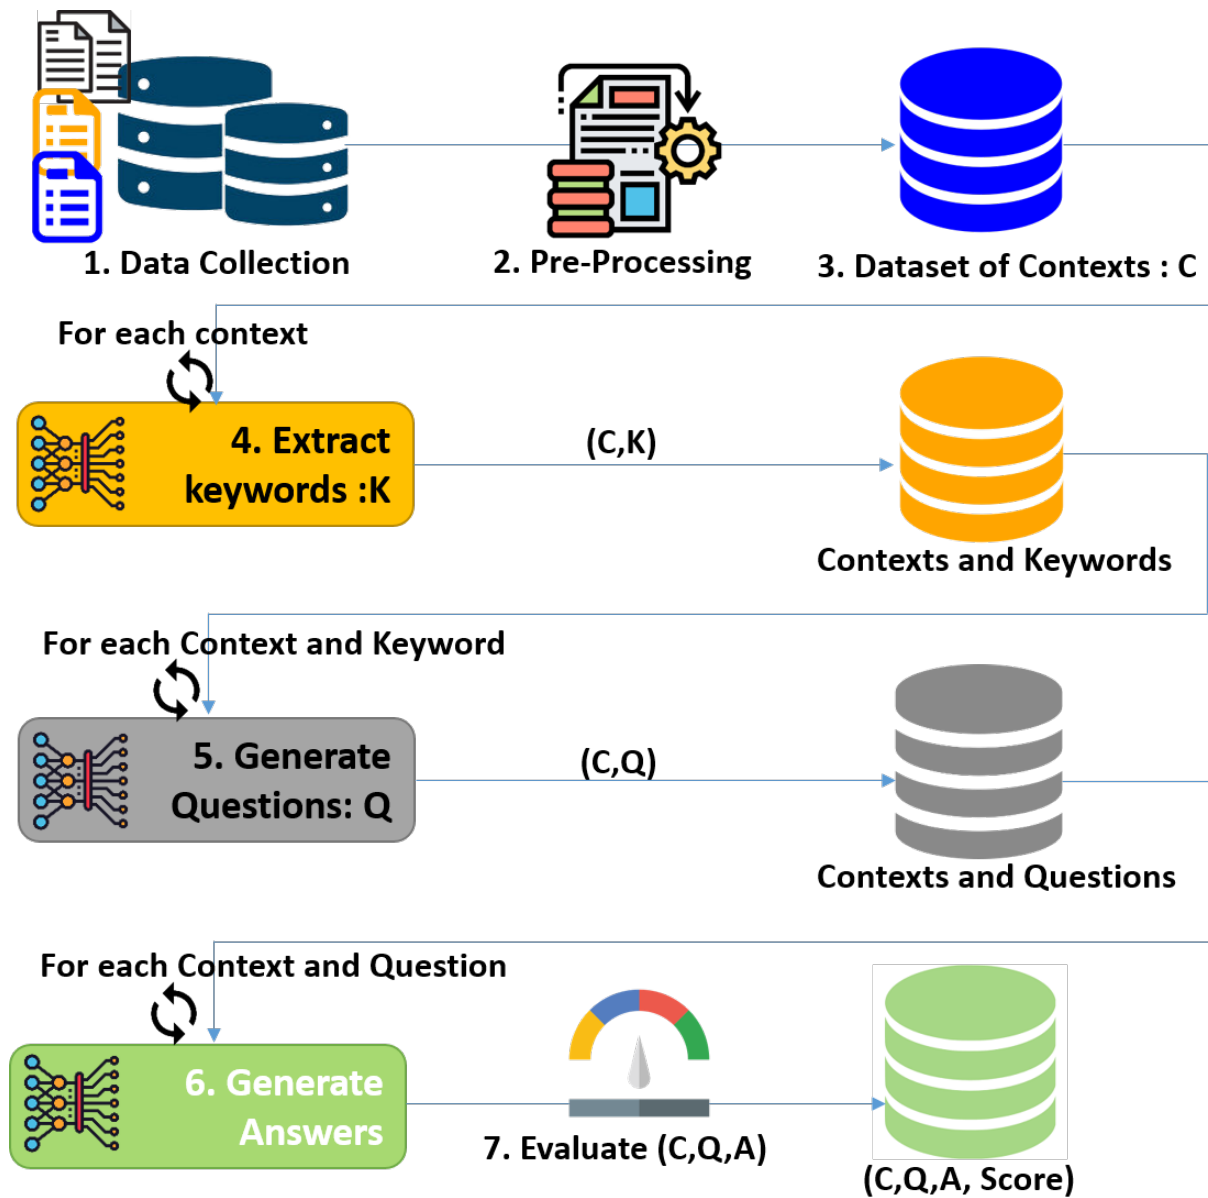 1. Data Collection
2. Pre-Processing
3. Dataset of Contexts : C
For each context
4. Extract
keywords :K
(C,K)
Contexts and Keywords
For each Context and Keyword
5. Generate
Questions: Q
(C,Q)
Contexts and Questions
For each Context and Question
6. Generate
Answers
7. Evaluate (C,Q,A)
(C,Q,A, Score)